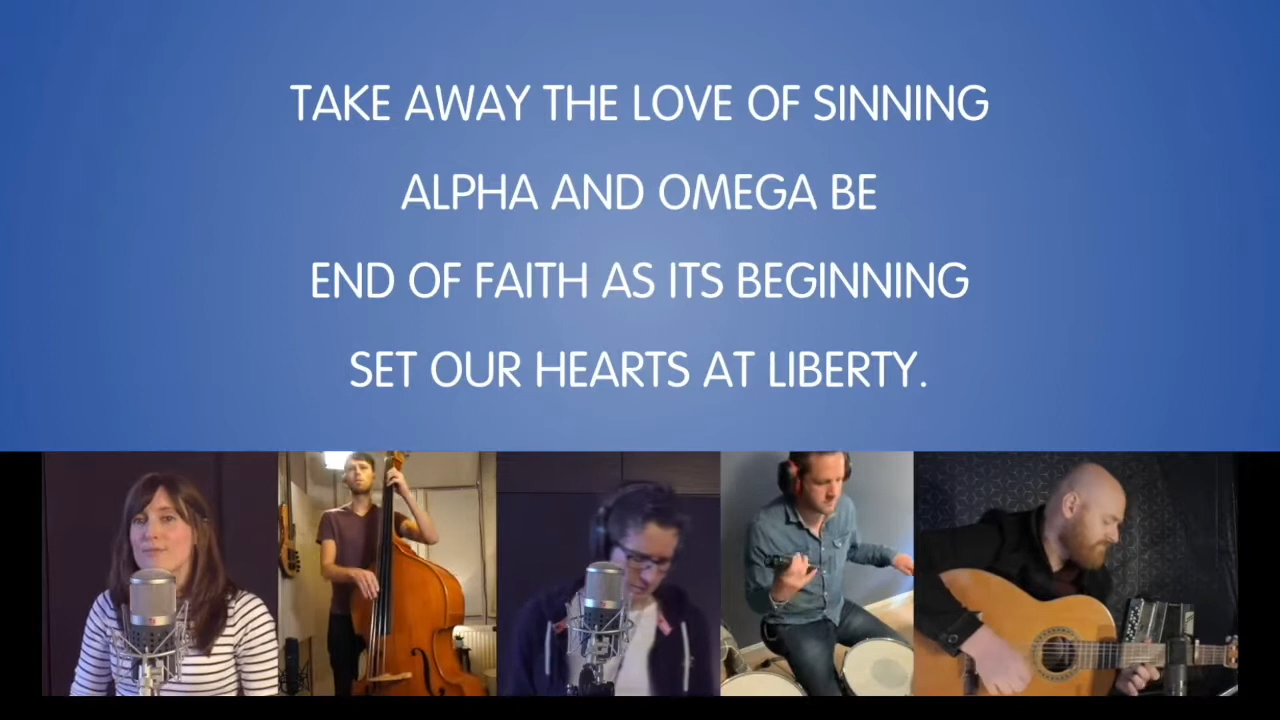 TAKE AWAY THE LOVE OF SINNING
ALPHA AND OMEGA BE
END OF FAITH AS ITS BEGINNING
SET OUR HEARTS AT LIBERTY.